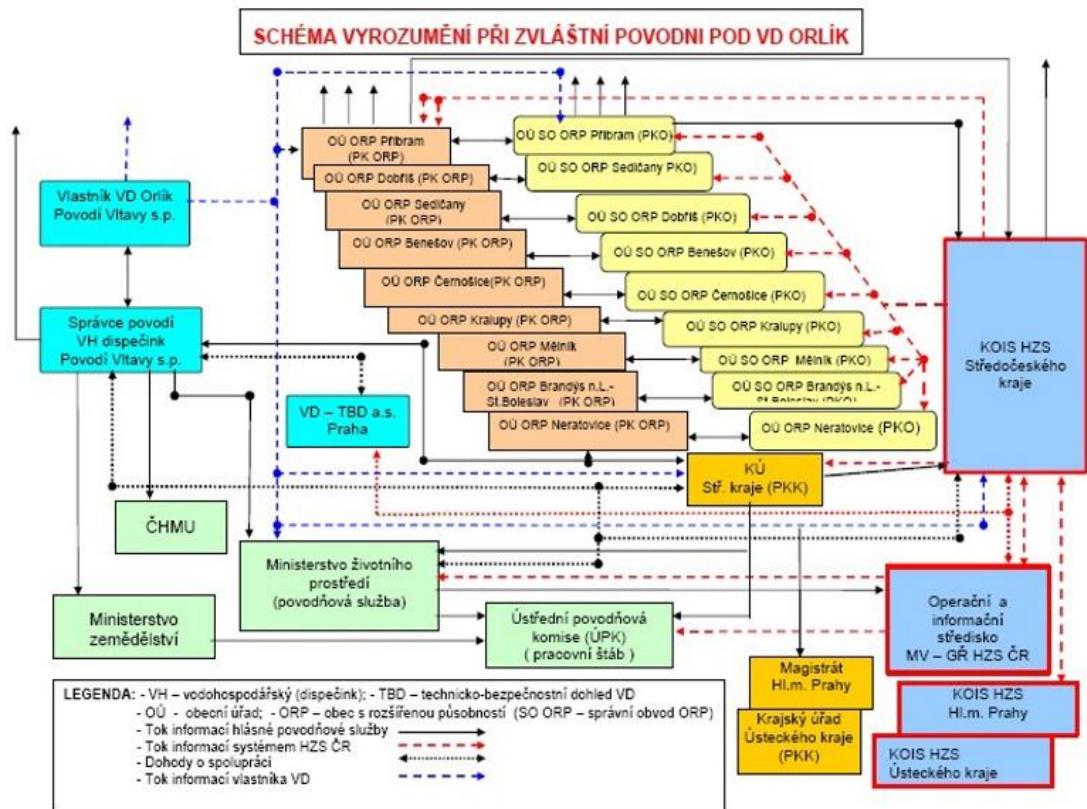 SCHÉMA VYROZUMĚNÍ PŘI ZVLÁŠTNÍ POVODNI POD VD ORLÍK
Vlastník VD Orlík
Povodí Vltavy s.p.
Správce povodí
VH dispečink
Povodí Vltavy s.p.
VD – TBD a.s.
Praha
ČHMU
Ministerstvo
zemědělství
Ministerstvo životního
prostředí
(povodňová služba)
Ústřední povodňová
komise (ÚPK)
( pracovní štáb )
OÚ ORP Příbram
(PK ORP)
OÚ ORP Dobříš (PK ORP)
OÚ ORP Sedlčany
(PK ORP)
OÚ ORP Benešov (PK ORP)
OÚ ORP Černošice(PK ORP)
OÚ ORP Kralupy (PK ORP)
OÚ ORP Mělník
(PK ORP)
OÚ ORP Brandýs n.L.-
St.Boleslav (PK ORP)
OÚ ORP Neratovice (PK ORP)
OÚ SO ORP Příbram (PKO)
OÚ SO ORP Sedlčany PKO)
OÚ SO ORP Dobříš (PKO)
OÚ SO ORP Benešov (PKO)
OÚ SO ORP Černošice (PKO)
OÚ SO ORP Kralupy (PKO)
OÚ SO ORP Mělník (PKO)
OÚ SO ORP Brandýs n.L.-
St.Boleslav (PKO)
OÚ ORP Neratovice (PKO)
KÚ
Stř. kraje (PKK)
KOIS HZS
Středočeského
kraje
Operační a
informační
středisko
MV – GŘ HZS ČR
Magistrát
Hl.m. Prahy
Krajský úřad
Ústeckého kraje
(PKK)
KOIS HZS
Hl.m. Prahy
KOIS HZS
Ústeckého kraje
LEGENDA: - VH – vodohospodářský (dispečink); - TBD – technicko-bezpečnostní dohled VD
- OÚ - obecní úřad; - ORP – obec s rozšířenou působností (SO ORP – správní obvod ORP)
- Tok informací hlásné povodňové služby
- Tok informací systémem HZS ČR
- Dohody o spolupráci
- Tok informací vlastníka VD